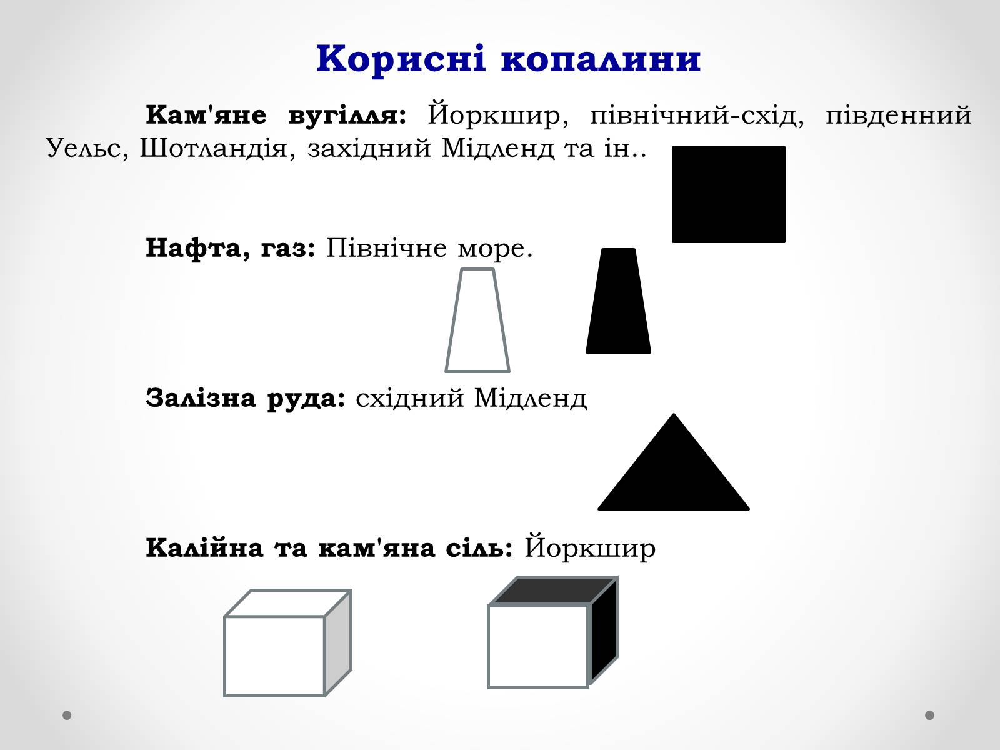 Корисні копалини
Кам'яне вугілля: Йоркшир, північний-схід, південний
Уельс, Шотландія, західний Мідленд та ін..
Нафта, газ: Північне море.
Залізна руда: східний Мідленд
Калійна та кам'яна сіль: Йоркшир